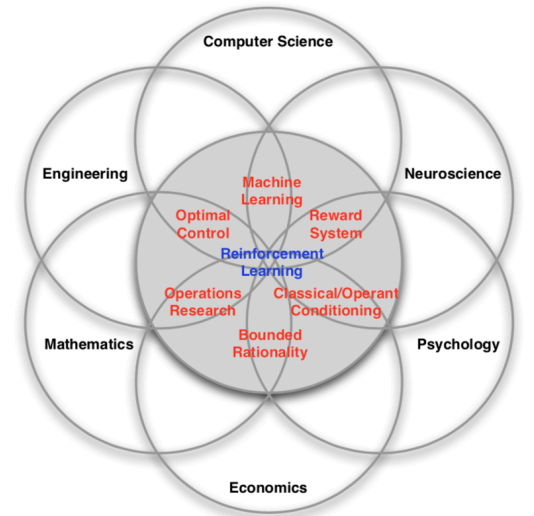 Computer Science
Engineering
Neuroscience
Machine
Learning
Optimal
Control
Reward
System
Reinforcement
Learning
Operations
Research
Classical/Operant
Conditioning
Bounded
Rationality
Mathematics
Psychology
Economics